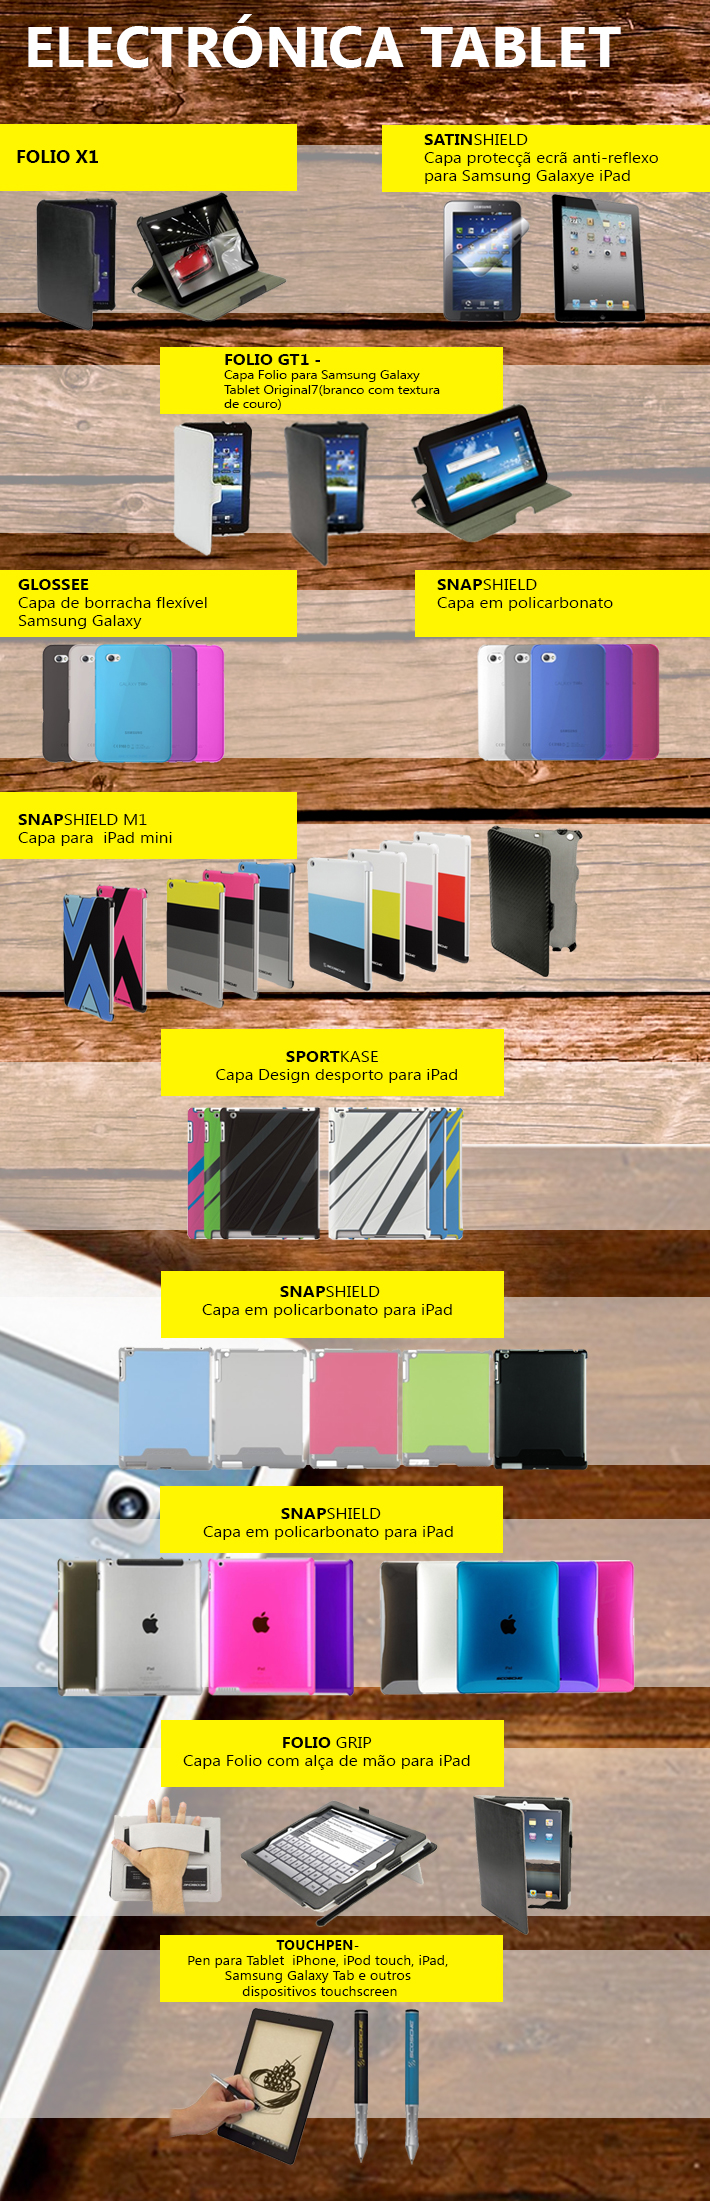 ELECTRÓNICA TABLET
FOLIO X1
SATINSHIELD
Capa protecçã ecrã anti-reflexo
para Samsung Galaxye iPad
FOLIO GT1 -
Capa Folio para Samsung Galaxy
Tablet Original7(branco com textura
de couro)
GLOSSEE
Capa de borracha flexível
Samsung Galaxy
SNAPSHIELD
Capa em policarbonato
SNAPSHIELD M1
Capa para  iPad mini
SPORTKASE
Capa Design desporto para iPad
SNAPSHIELD
Capa em policarbonato para iPad
SNAPSHIELD
Capa em policarbonato para iPad
FOLIO GRIP
Capa Folio com alça de mão para iPad
TOUCHPEN-
Pen para Tablet  iPhone, iPod touch, iPad,
Samsung Galaxy Tab e outros
dispositivos touchscreen
SCOSCHE
SCOSCHE